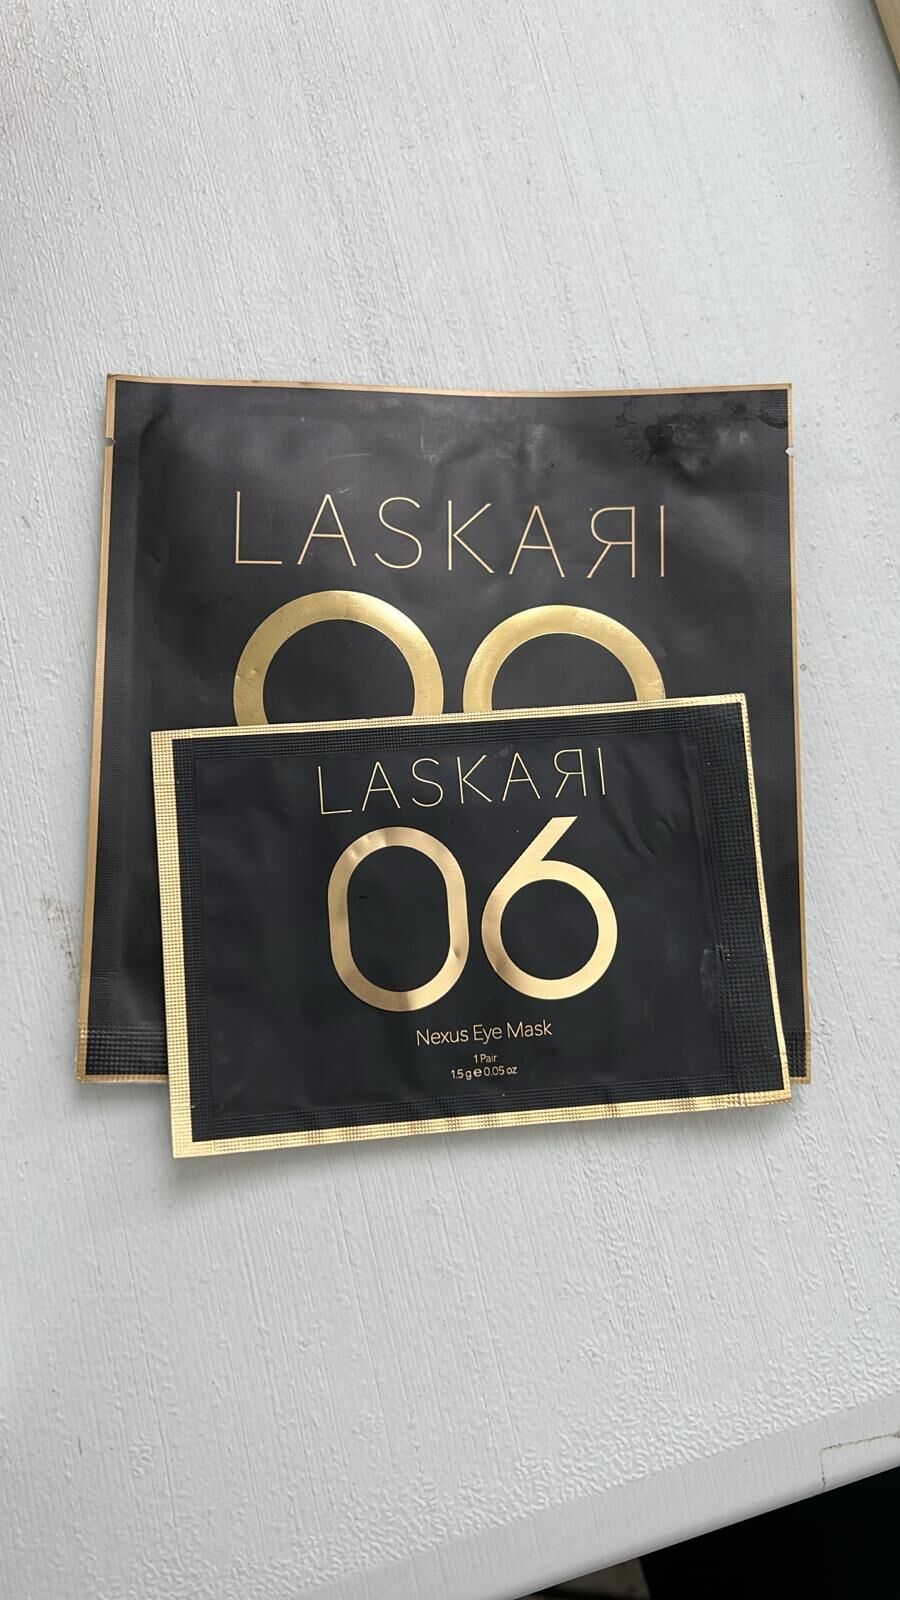 LASKAЯI
LASKAЯI
06
Nexus Eye Mask
1 Pair
1.5 g e 0.05 oz